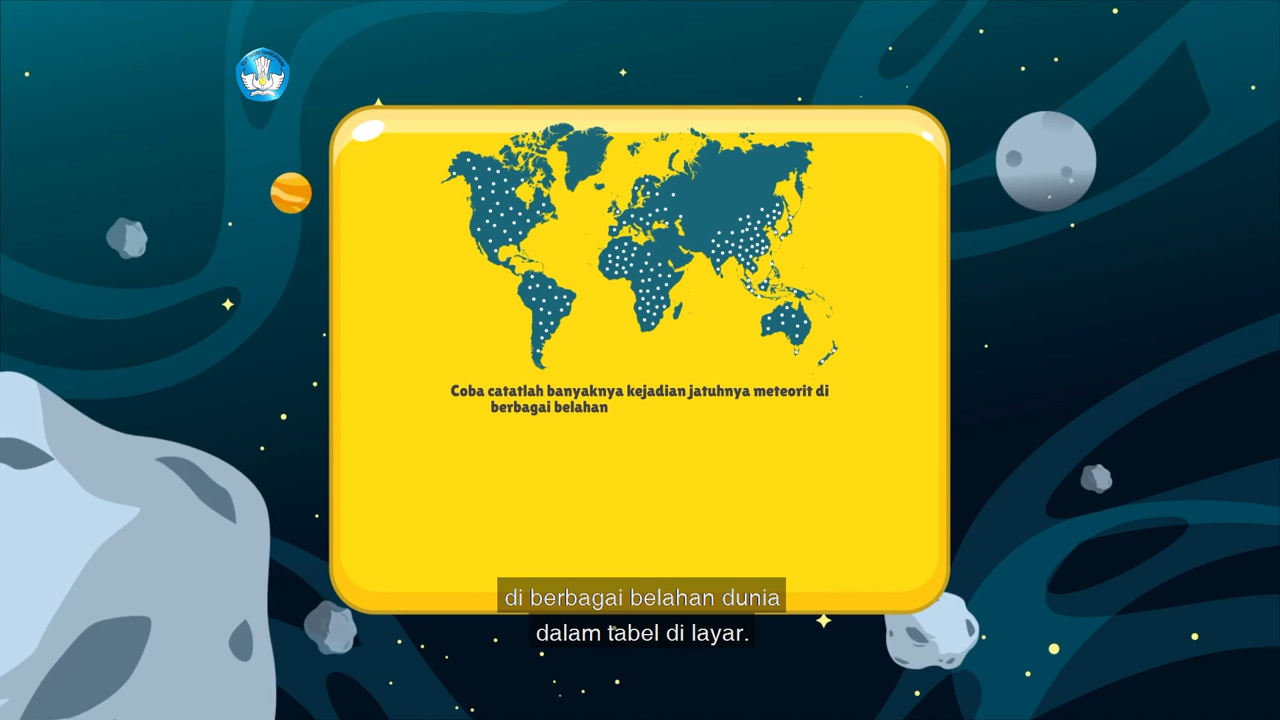 Coba catatlah banyaknya kejadian jatuhnya meteorit di
berbagai belahan
di berbagai belahan dunia
dalam tabel di layar.